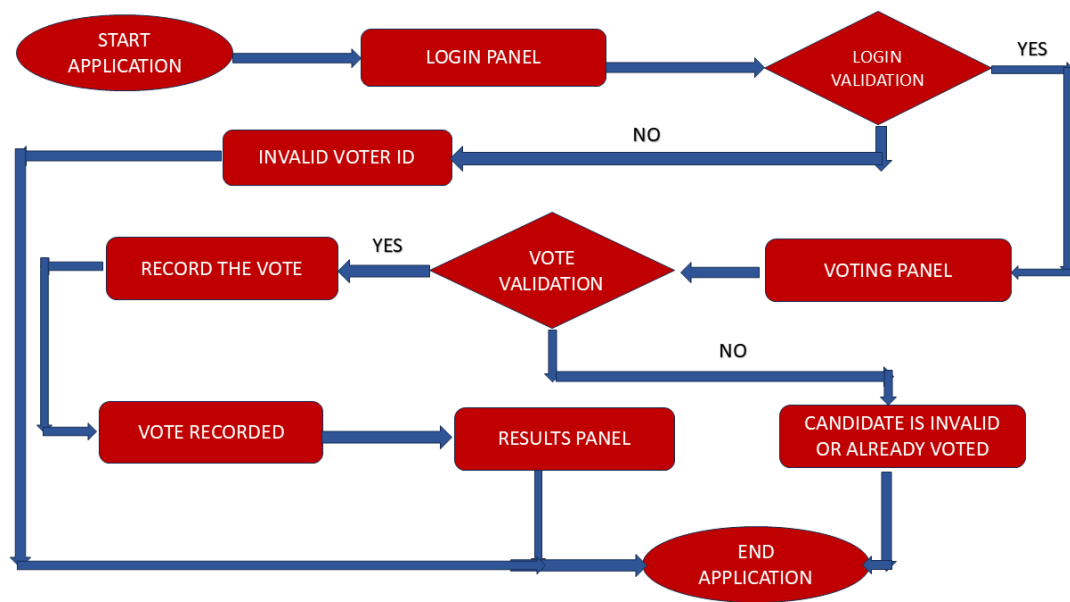 START
APPLICATION
LOGIN PANEL
LOGIN
VALIDATION
YES
NO
INVALID VOTER ID
YES
RECORD THE VOTE
VOTE
VALIDATION
VOTING PANEL
NO
VOTE RECORDED
RESULTS PANEL
CANDIDATE IS INVALID
OR ALREADY VOTED
END
APPLICATION